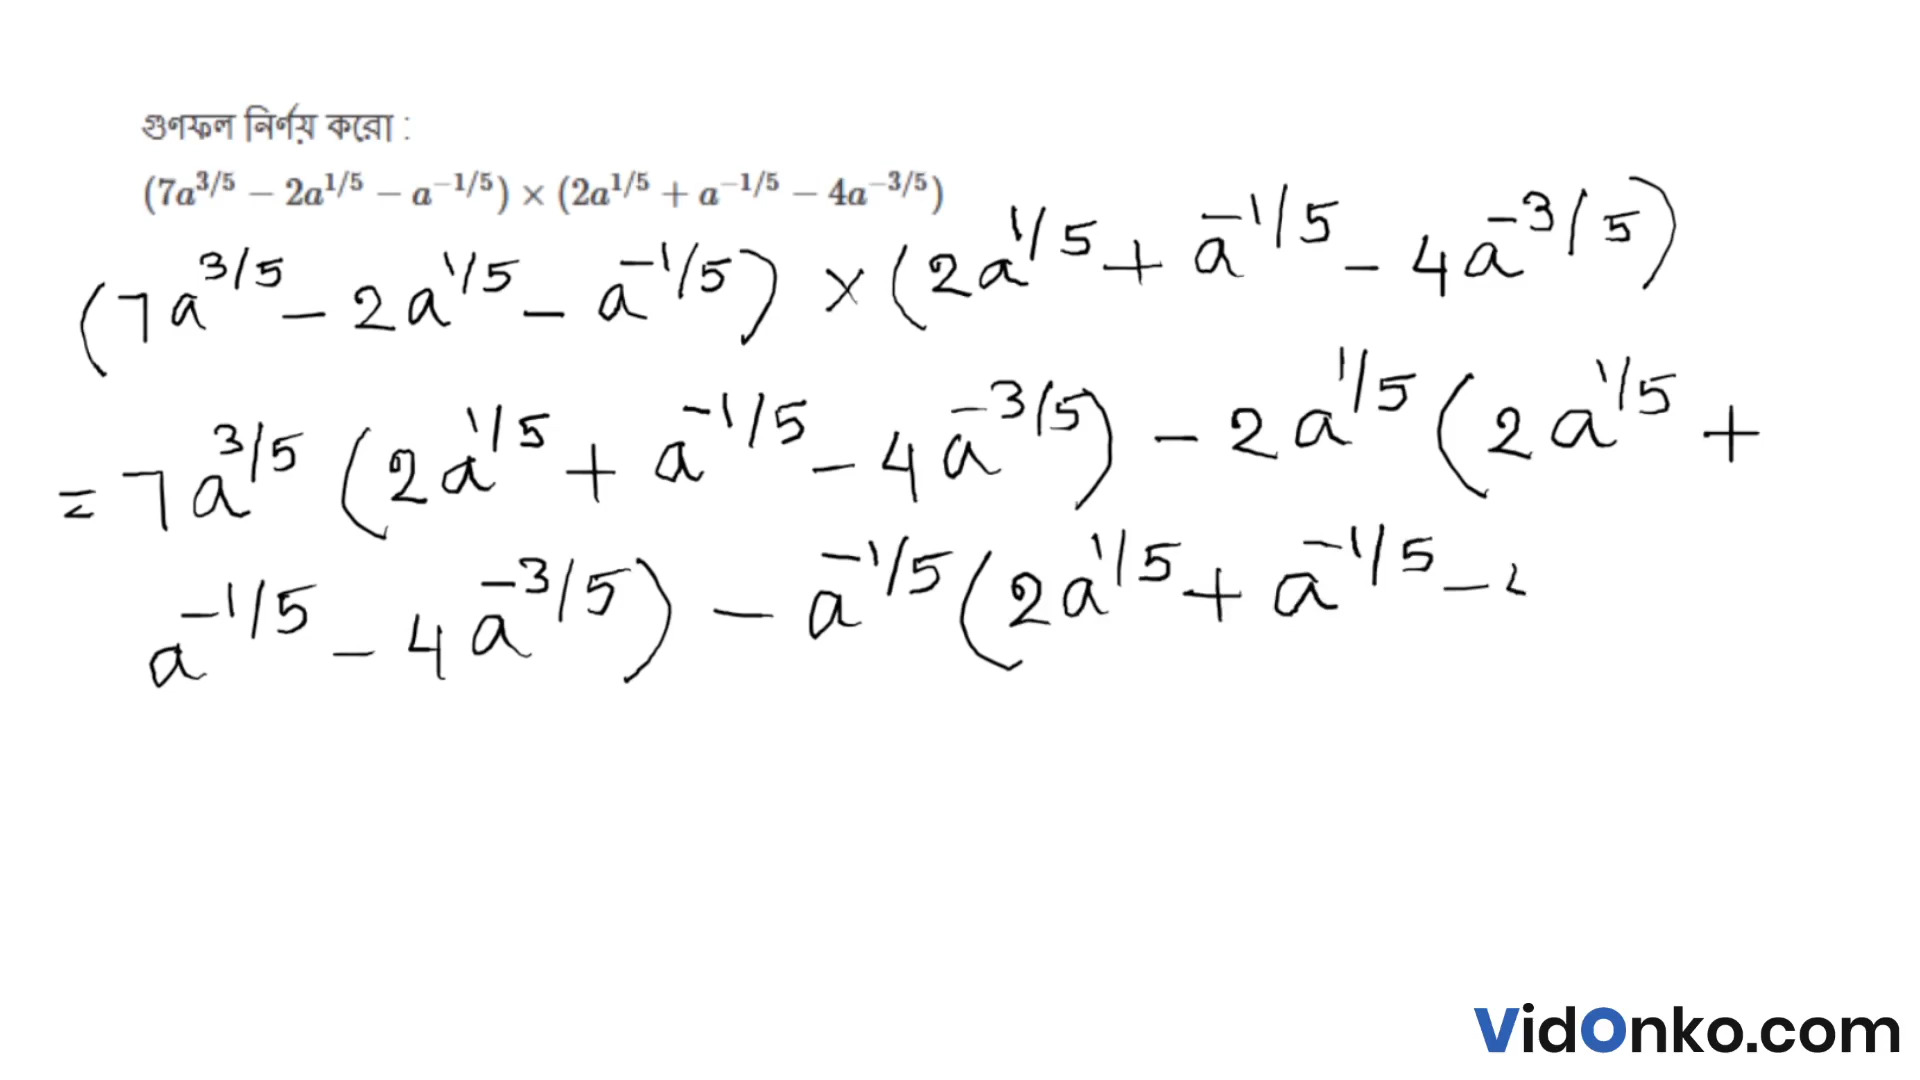 গুণফল নির্ণয় করো :
(7a^{3/5} − 2a^{1/5} − a^{−1/5}) × (2a^{1/5} + a^{−1/5} − 4a^{−3/5})
(7a^{3/5} − 2a^{1/5} − a^{−1/5}) × (2a^{1/5} + a^{−1/5} − 4a^{−3/5})
= 7a^{3/5} (2a^{1/5} + a^{−1/5} − 4a^{−3/5}) − 2a^{1/5} (2a^{1/5} +
a^{−1/5} − 4a^{−3/5}) − a^{−1/5} (2a^{1/5} + a^{−1/5} −
VidOnko.com